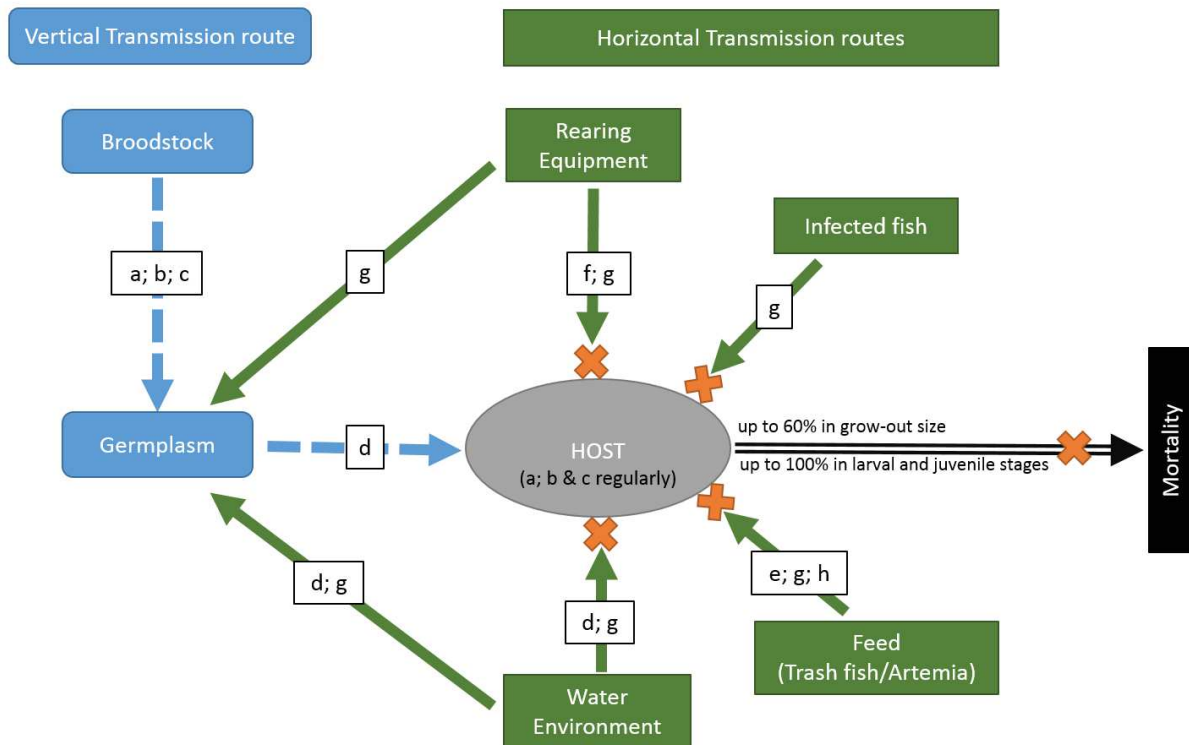 Vertical Transmission route
Horizontal Transmission routes
Broodstock
Rearing
Equipment
Infected fish
a; b; c
g
f; g
g
Germplasm
d
HOST
(a; b & c regularly)
up to 60% in grow-out size
up to 100% in larval and juvenile stages
Mortality
d; g
d; g
e; g; h
Water
Environment
Feed
(Trash fish/Artemia)